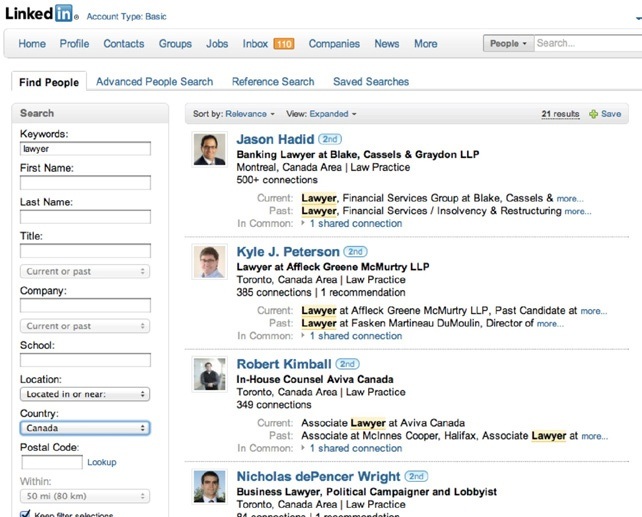 Linked in® Account Type: Basic
Home Profile Contacts Groups Jobs Inbox 110 Companies News More People Search...
Find People Advanced People Search Reference Search Saved Searches
Search
Keywords:
lawyer
First Name:
Last Name:
Title:
Current or past
Company:
Current or past
School:
Location:
Located in or near:
Country:
Canada
Postal Code:
Lookup
Within:
50 mi (80 km)
Keep filter selections
Sort by: Relevance View: Expanded 21 results Save
Jason Hadid 2nd
Banking Lawyer at Blake, Cassels & Graydon LLP
Montreal, Canada Area | Law Practice
500+ connections
Current: Lawyer, Financial Services Group at Blake, Cassels & more...
Past: Lawyer, Financial Services / Insolvency & Restructuring more...
In Common: 1 shared connection
Kyle J. Peterson 2nd
Lawyer at Affleck Greene McMurtry LLP
Toronto, Canada Area | Law Practice
385 connections | 1 recommendation
Current: Lawyer at Affleck Greene McMurtry LLP, Past Candidate at more...
Past: Lawyer at Fasken Martineau DuMoulin, Director of more...
In Common: 1 shared connection
Robert Kimball 2nd
In-House Counsel Aviva Canada
Toronto, Canada Area | Law Practice
349 connections
Current: Associate Lawyer at Aviva Canada
Past: Associate at McInnes Cooper, Halifax, Associate Lawyer at more...
In Common: 1 shared connection
Nicholas dePencer Wright 2nd
Business Lawyer, Political Campaigner and Lobbyist
Toronto, Canada Area | Law Practice
84 connections | 1 recommendation